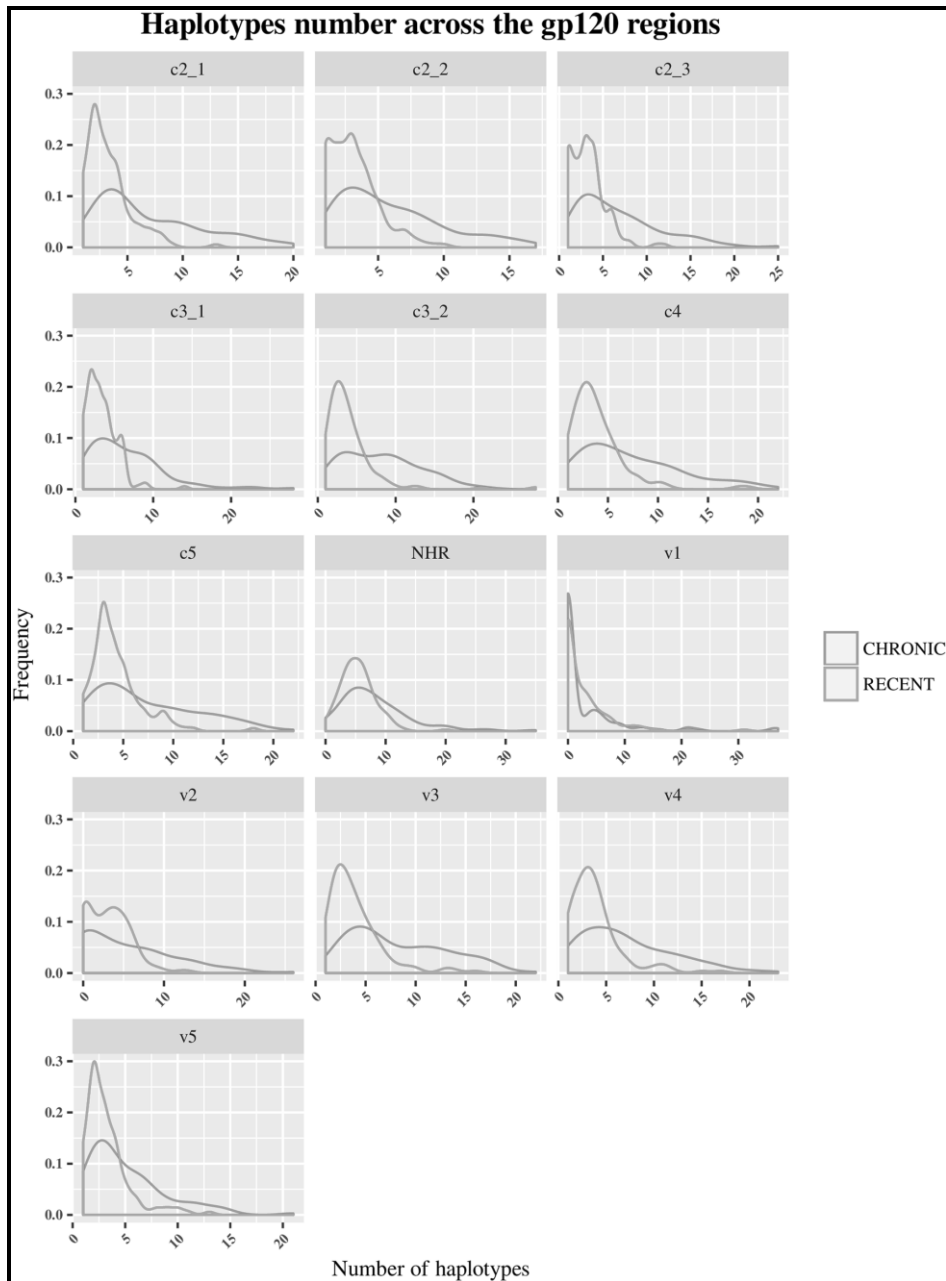 Haplotypes number across the gp120 regions
c2_1 c2_2 c2_3
0.3
0.2
0.1
0.0
5 10 15 20 5 10 15 0 5 10 15 20 25
c3_1 c3_2 c4
0.3
0.2
0.1
0.0
0 10 20 0 10 20 5 10 15 20
c5 NHR v1
0.3
0.2
0.1
0.0
0 5 10 15 20 0 10 20 30 0 10 20 30
Frequency
CHRONIC
RECENT
v2 v3 v4
0.3
0.2
0.1
0.0
0 10 20 0 5 10 15 20 0 5 10 15 20
v5
0.3
0.2
0.1
0.0
0 5 10 15 20
Number of haplotypes